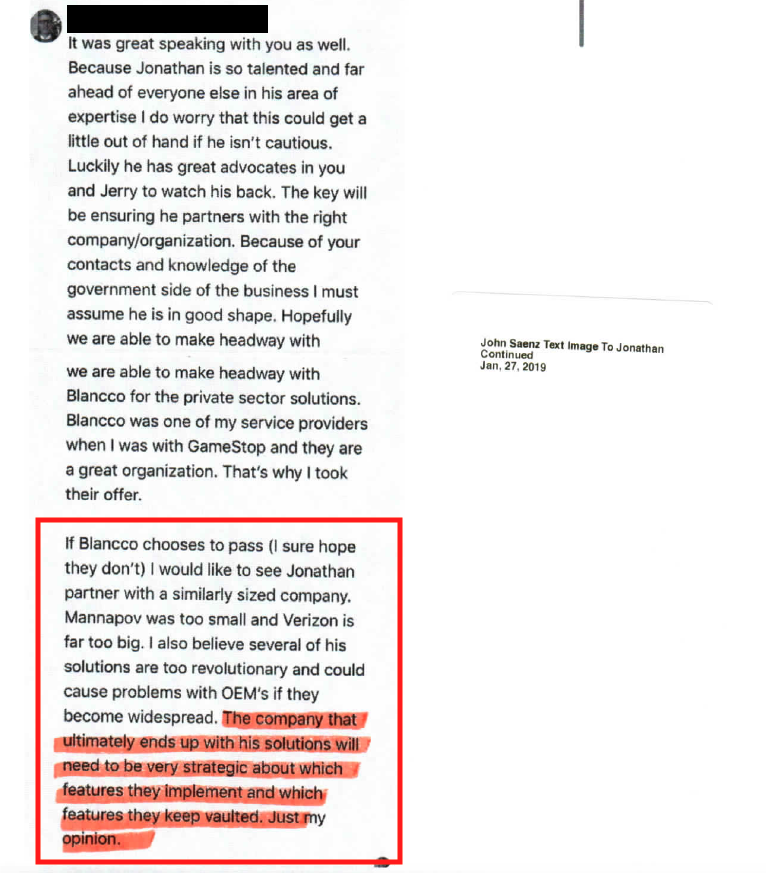 It was great speaking with you as well.
Because Jonathan is so talented and far
ahead of everyone else in his area of
expertise I do worry that this could get a
little out of hand if he isn't cautious.
Luckily he has great advocates in you
and Jerry to watch his back. The key will
be ensuring he partners with the right
company/organization. Because of your
contacts and knowledge of the
government side of the business I must
assume he is in good shape. Hopefully
we are able to make headway with
we are able to make headway with
Blancco for the private sector solutions.
Blancco was one of my service providers
when I was with GameStop and they are
a great organization. That's why I took
their offer.
If Blancco chooses to pass (I sure hope
they don't) I would like to see Jonathan
partner with a similarly sized company.
Mannapov was too small and Verizon is
far too big. I also believe several of his
solutions are too revolutionary and could
cause problems with OEM's if they
become widespread. The company that
ultimately ends up with his solutions will
need to be very strategic about which
features they implement and which
features they keep vaulted. Just my
opinion.
John Saenz Text Image To Jonathan
Continued
Jan, 27, 2019